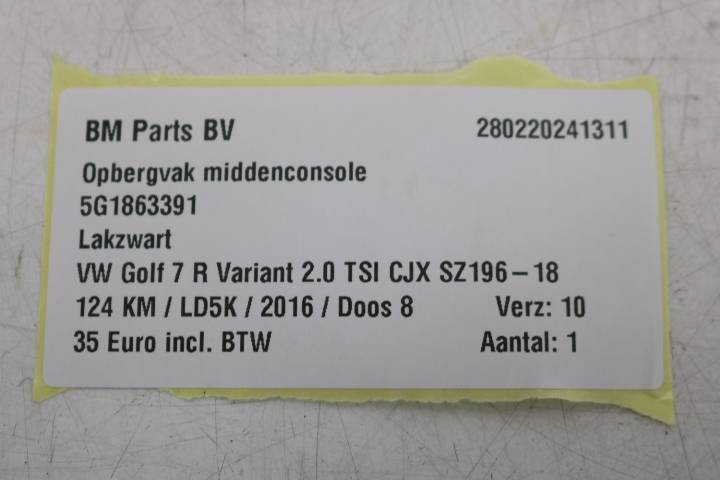 BM Parts BV 280220241311
Opbergvak middenconsole
5G1863391
Lakzwart
VW Golf 7 R Variant 2.0 TSI CJX SZ196-18
124 KM / LD5K / 2016 / Doos 8 Verz: 10
35 Euro incl. BTW Aantal: 1